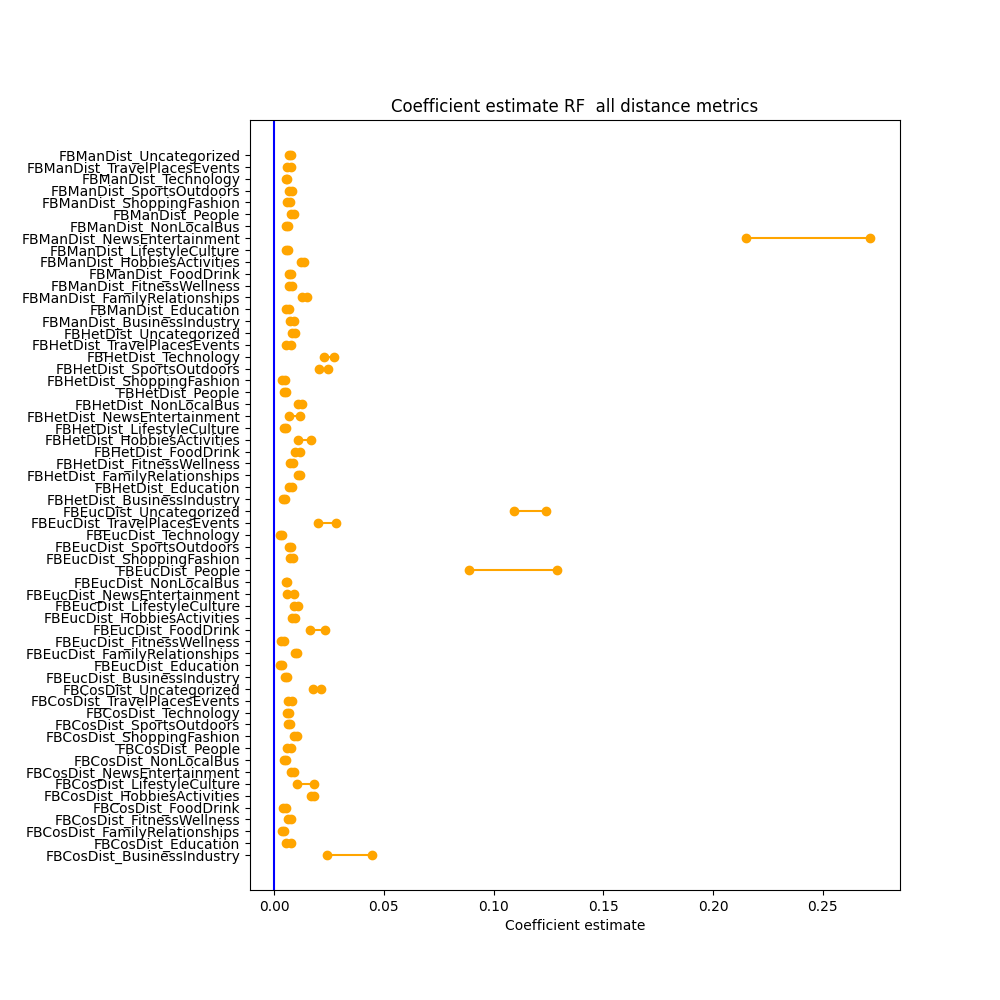 Coefficient estimate RF  all distance metrics
FBManDist_Uncategorized
FBManDist_TravelPlacesEvents
FBManDist_Technology
FBManDist_SportsOutdoors
FBManDist_ShoppingFashion
FBManDist_People
FBManDist_NonLocalBus
FBManDist_NewsEntertainment
FBManDist_LifestyleCulture
FBManDist_HobbiesActivities
FBManDist_FoodDrink
FBManDist_FitnessWellness
FBManDist_FamilyRelationships
FBManDist_Education
FBManDist_BusinessIndustry
FBHetDist_Uncategorized
FBHetDist_TravelPlacesEvents
FBHetDist_Technology
FBHetDist_SportsOutdoors
FBHetDist_ShoppingFashion
FBHetDist_People
FBHetDist_NonLocalBus
FBHetDist_NewsEntertainment
FBHetDist_LifestyleCulture
FBHetDist_HobbiesActivities
FBHetDist_FoodDrink
FBHetDist_FitnessWellness
FBHetDist_FamilyRelationships
FBHetDist_Education
FBHetDist_BusinessIndustry
FBEucDist_Uncategorized
FBEucDist_TravelPlacesEvents
FBEucDist_Technology
FBEucDist_SportsOutdoors
FBEucDist_ShoppingFashion
FBEucDist_People
FBEucDist_NonLocalBus
FBEucDist_NewsEntertainment
FBEucDist_LifestyleCulture
FBEucDist_HobbiesActivities
FBEucDist_FoodDrink
FBEucDist_FitnessWellness
FBEucDist_FamilyRelationships
FBEucDist_Education
FBEucDist_BusinessIndustry
FBCosDist_Uncategorized
FBCosDist_TravelPlacesEvents
FBCosDist_Technology
FBCosDist_SportsOutdoors
FBCosDist_ShoppingFashion
FBCosDist_People
FBCosDist_NonLocalBus
FBCosDist_NewsEntertainment
FBCosDist_LifestyleCulture
FBCosDist_HobbiesActivities
FBCosDist_FoodDrink
FBCosDist_FitnessWellness
FBCosDist_FamilyRelationships
FBCosDist_Education
FBCosDist_BusinessIndustry
0.00 0.05 0.10 0.15 0.20 0.25
Coefficient estimate